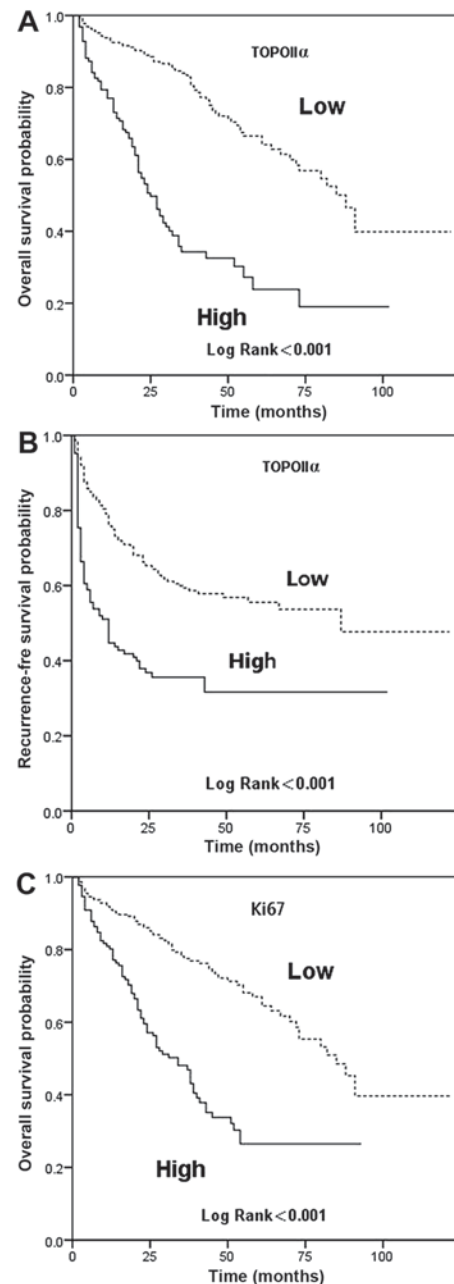 A
TOPOIIα
Low
High
Log Rank<0.001
Overall survival probability
1.0
0.8
0.6
0.4
0.2
0.0
0 25 50 75 100
Time (months)
B
TOPOIIα
Low
High
Log Rank<0.001
Recurrence-fre survival probability
1.0
0.8
0.6
0.4
0.2
0.0
0 25 50 75 100
Time (months)
C
Ki67
Low
High
Log Rank<0.001
Overall survival probability
1.0
0.8
0.6
0.4
0.2
0.0
0 25 50 75 100
Time (months)